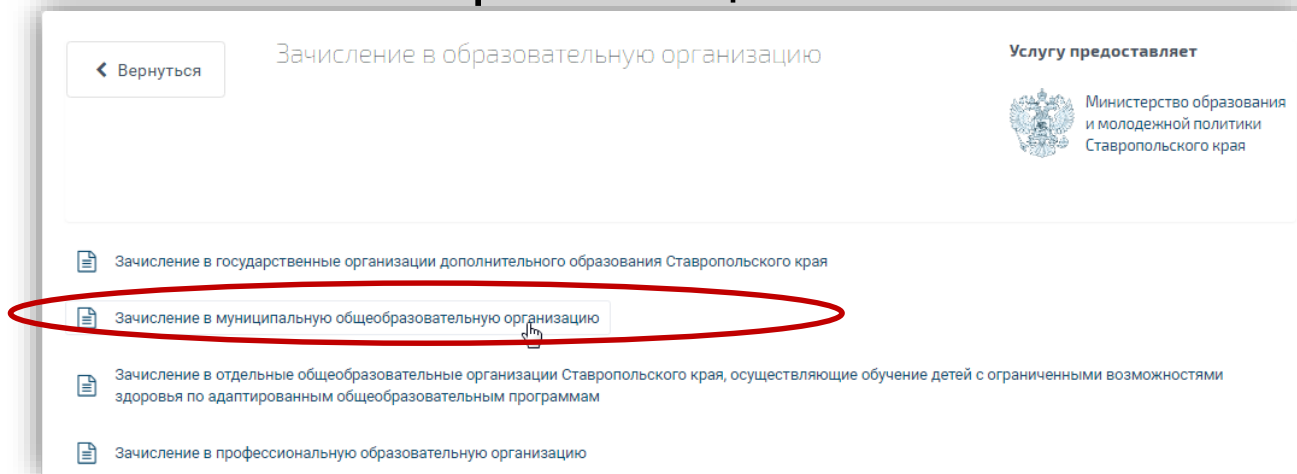 Вернуться
Зачисление в образовательную организацию
Услугу предоставляет
Министерство образования
и молодежной политики
Ставропольского края
Зачисление в государственные организации дополнительного образования Ставропольского края
Зачисление в муниципальную общеобразовательную организацию
Зачисление в отдельные общеобразовательные организации Ставропольского края, осуществляющие обучение детей с ограниченными возможностями
здоровья по адаптированным общеобразовательным программам
Зачисление в профессиональную образовательную организацию